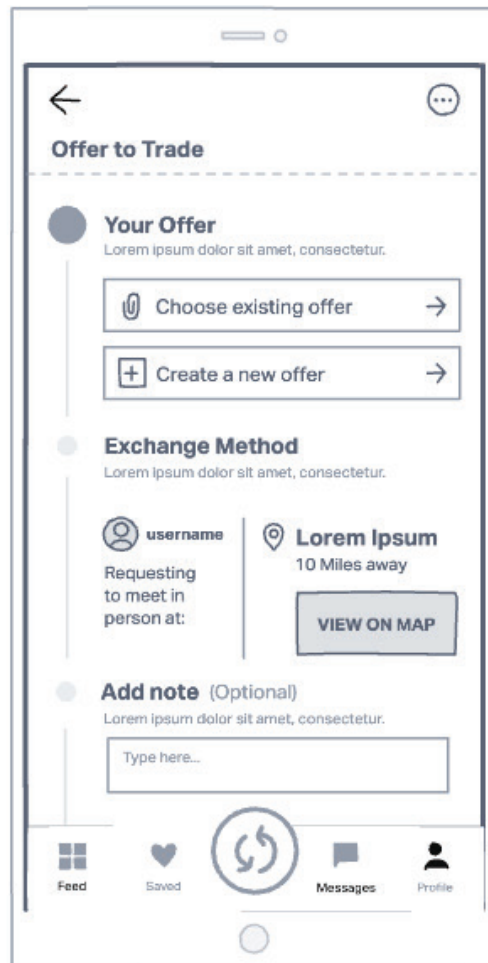 Offer to Trade
Your Offer
Lorem ipsum dolor sit amet, consectetur.
Choose existing offer
Create a new offer
Exchange Method
Lorem ipsum dolor sit amet, consectetur.
username
Requesting
to meet in
person at:
Lorem Ipsum
10 Miles away
VIEW ON MAP
Add note (Optional)
Lorem ipsum dolor sit amet, consectetur.
Type here...
Feed
Saved
Messages
Profile